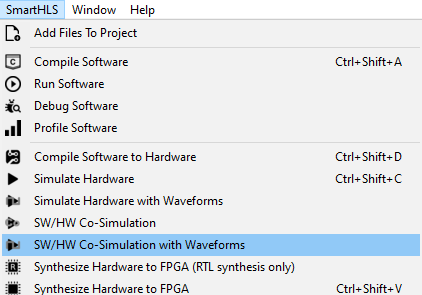 SmartHLS Window Help
Add Files To Project
Compile Software Ctrl+Shift+A
Run Software
Debug Software
Profile Software
Compile Software to Hardware Ctrl+Shift+D
Simulate Hardware Ctrl+Shift+C
Simulate Hardware with Waveforms
SW/HW Co-Simulation
SW/HW Co-Simulation with Waveforms
Synthesize Hardware to FPGA (RTL synthesis only)
Synthesize Hardware to FPGA Ctrl+Shift+V